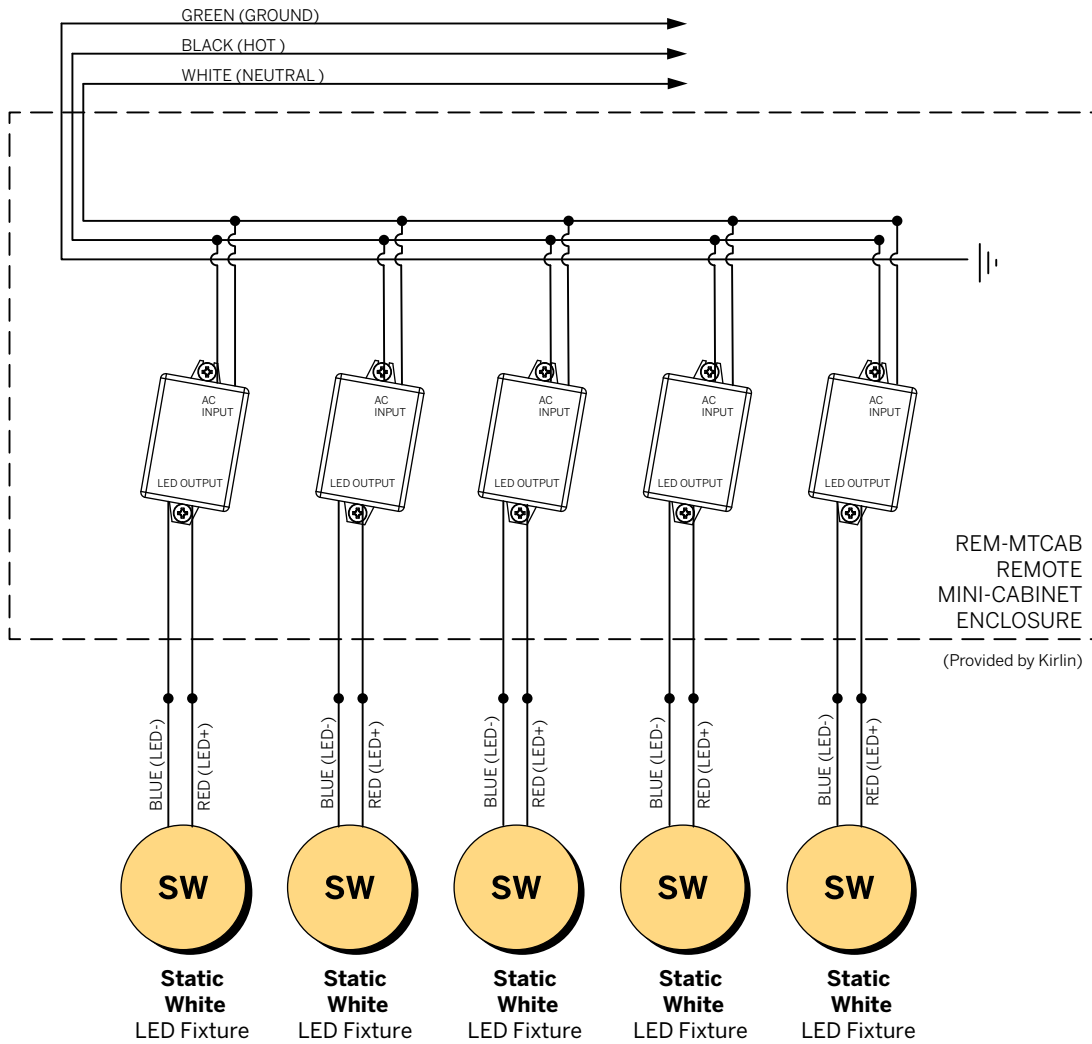 GREEN (GROUND)
BLACK (HOT )
WHITE (NEUTRAL )
AC
INPUT
LED OUTPUT
AC
INPUT
LED OUTPUT
AC
INPUT
LED OUTPUT
AC
INPUT
LED OUTPUT
AC
INPUT
LED OUTPUT
REM-MTCAB
REMOTE
MINI-CABINET
ENCLOSURE
(Provided by Kirlin)
BLUE (LED-)
RED (LED+)
BLUE (LED-)
RED (LED+)
BLUE (LED-)
RED (LED+)
BLUE (LED-)
RED (LED+)
BLUE (LED-)
RED (LED+)
SW
SW
SW
SW
SW
Static
White
LED Fixture
Static
White
LED Fixture
Static
White
LED Fixture
Static
White
LED Fixture
Static
White
LED Fixture